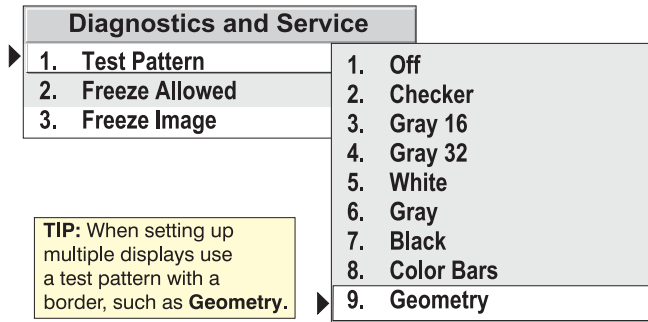 Diagnostics and Service
1. Test Pattern
2. Freeze Allowed
3. Freeze Image
1. Off
2. Checker
3. Gray 16
4. Gray 32
5. White
6. Gray
7. Black
8. Color Bars
9. Geometry
TIP: When setting up
multiple displays use
a test pattern with a
border, such as Geometry.